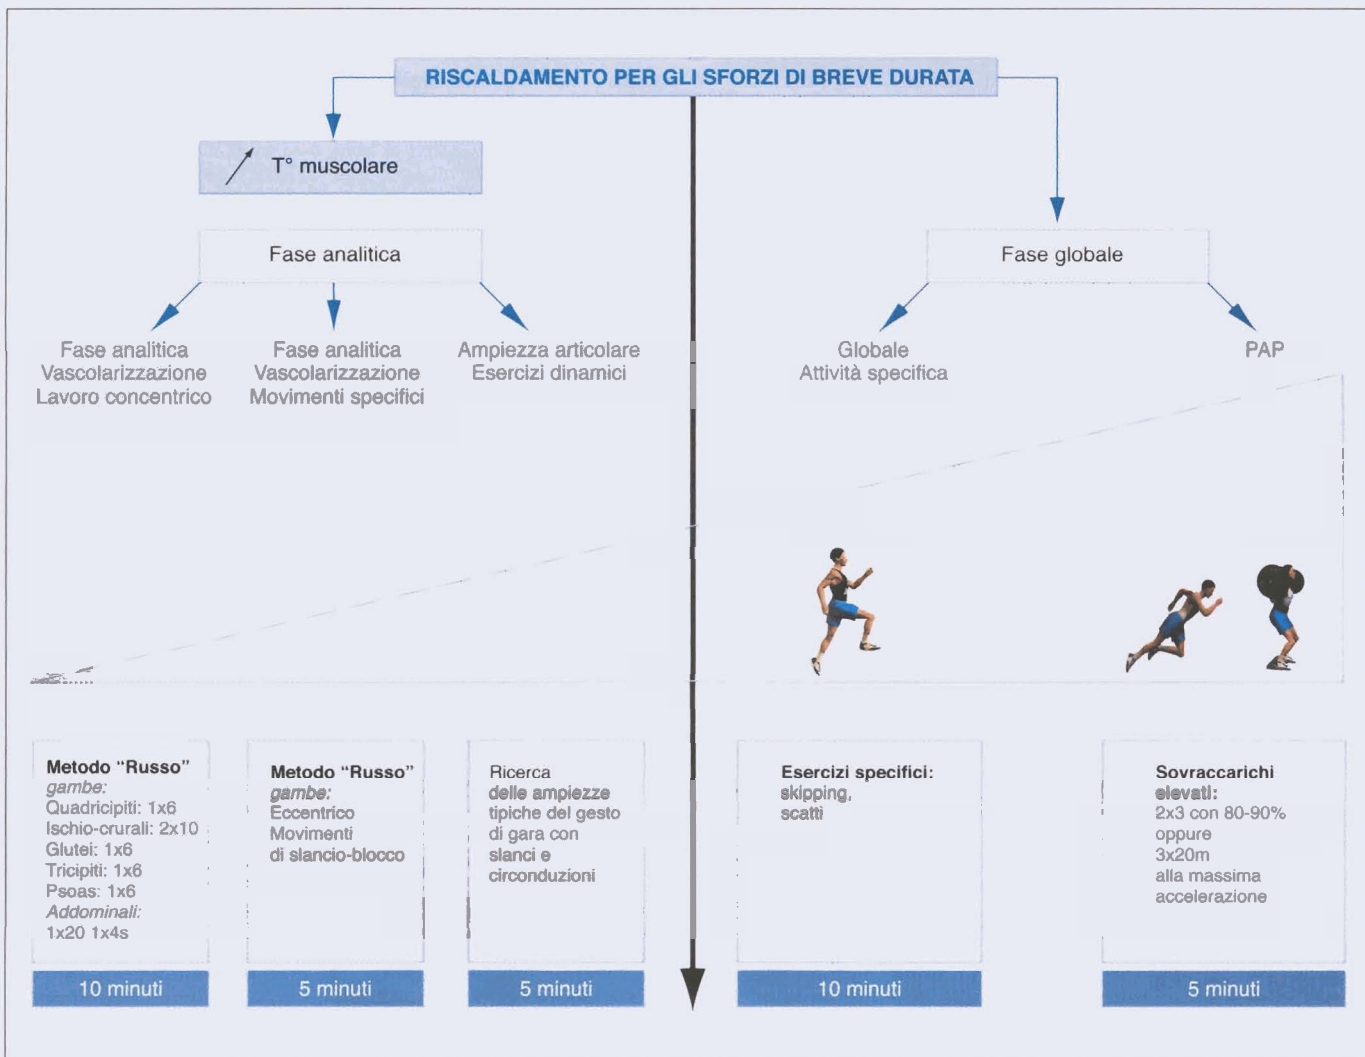 RISCALDAMENTO PER GLI SFORZI DI BREVE DURATA
T° muscolare
Fase analitica
Fase globale
Fase analitica
Vascolarizzazione
Lavoro concentrico
Fase analitica
Vascolarizzazione
Movimenti specifici
Ampiezza articolare
Esercizi dinamici
Globale
Attività specifica
PAP
Metodo “Russo”
gambe:
Quadricipiti: 1x6
Ischio-crurali: 2x10
Glutei: 1x6
Tricipiti: 1x6
Psoas: 1x6
Addominali:
1x20 1x4s
10 minuti
Metodo “Russo”
gambe:
Eccentrico
Movimenti
di slancio-blocco
5 minuti
Ricerca
delle ampiezze
tipiche del gesto
di gara con
slanci e
circonduzioni
5 minuti
Esercizi specifici:
skipping,
scatti
10 minuti
Sovraccarichi
elevati:
2x3 con 80-90%
oppure
3x20m
alla massima
accelerazione
5 minuti